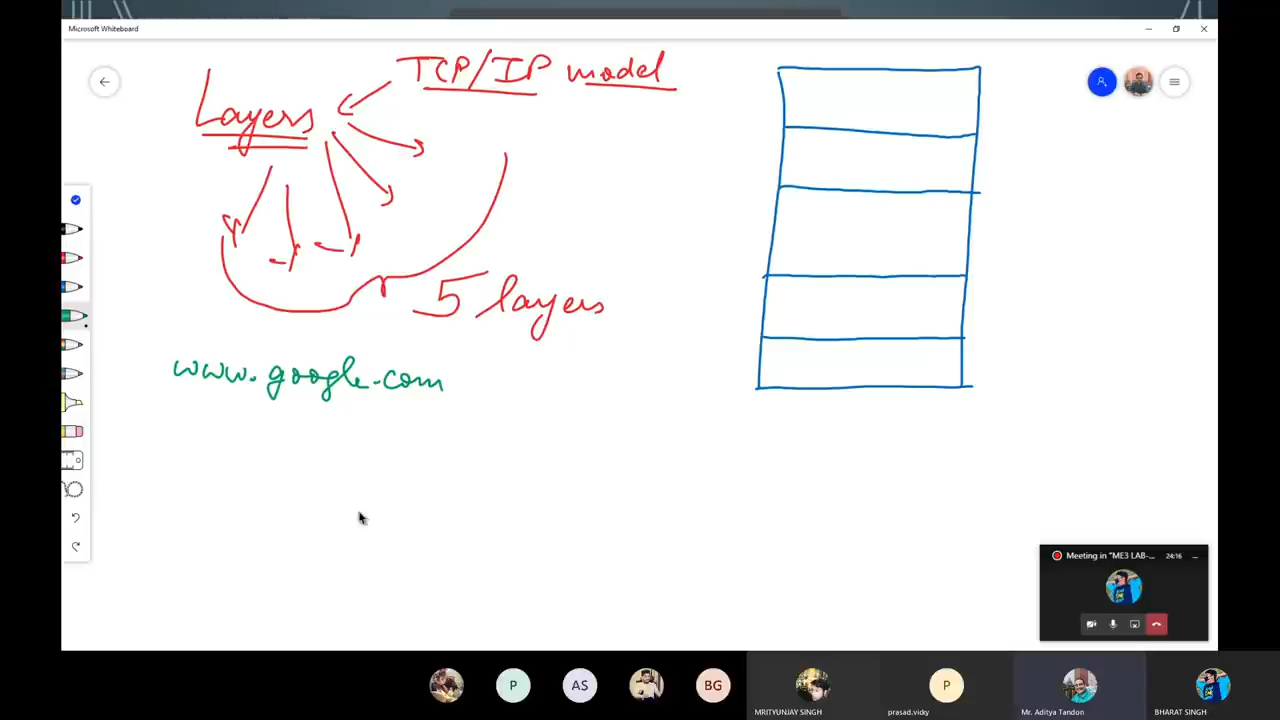 Microsoft Whiteboard
TCP/IP model
Layers
5 layers
www.google.com
Meeting in "ME3 LAB-... 24:16
P
AS
BG
P
MRITYUNJAY SINGH
prasad.vicky
Mr. Aditya Tandon
BHARAT SINGH